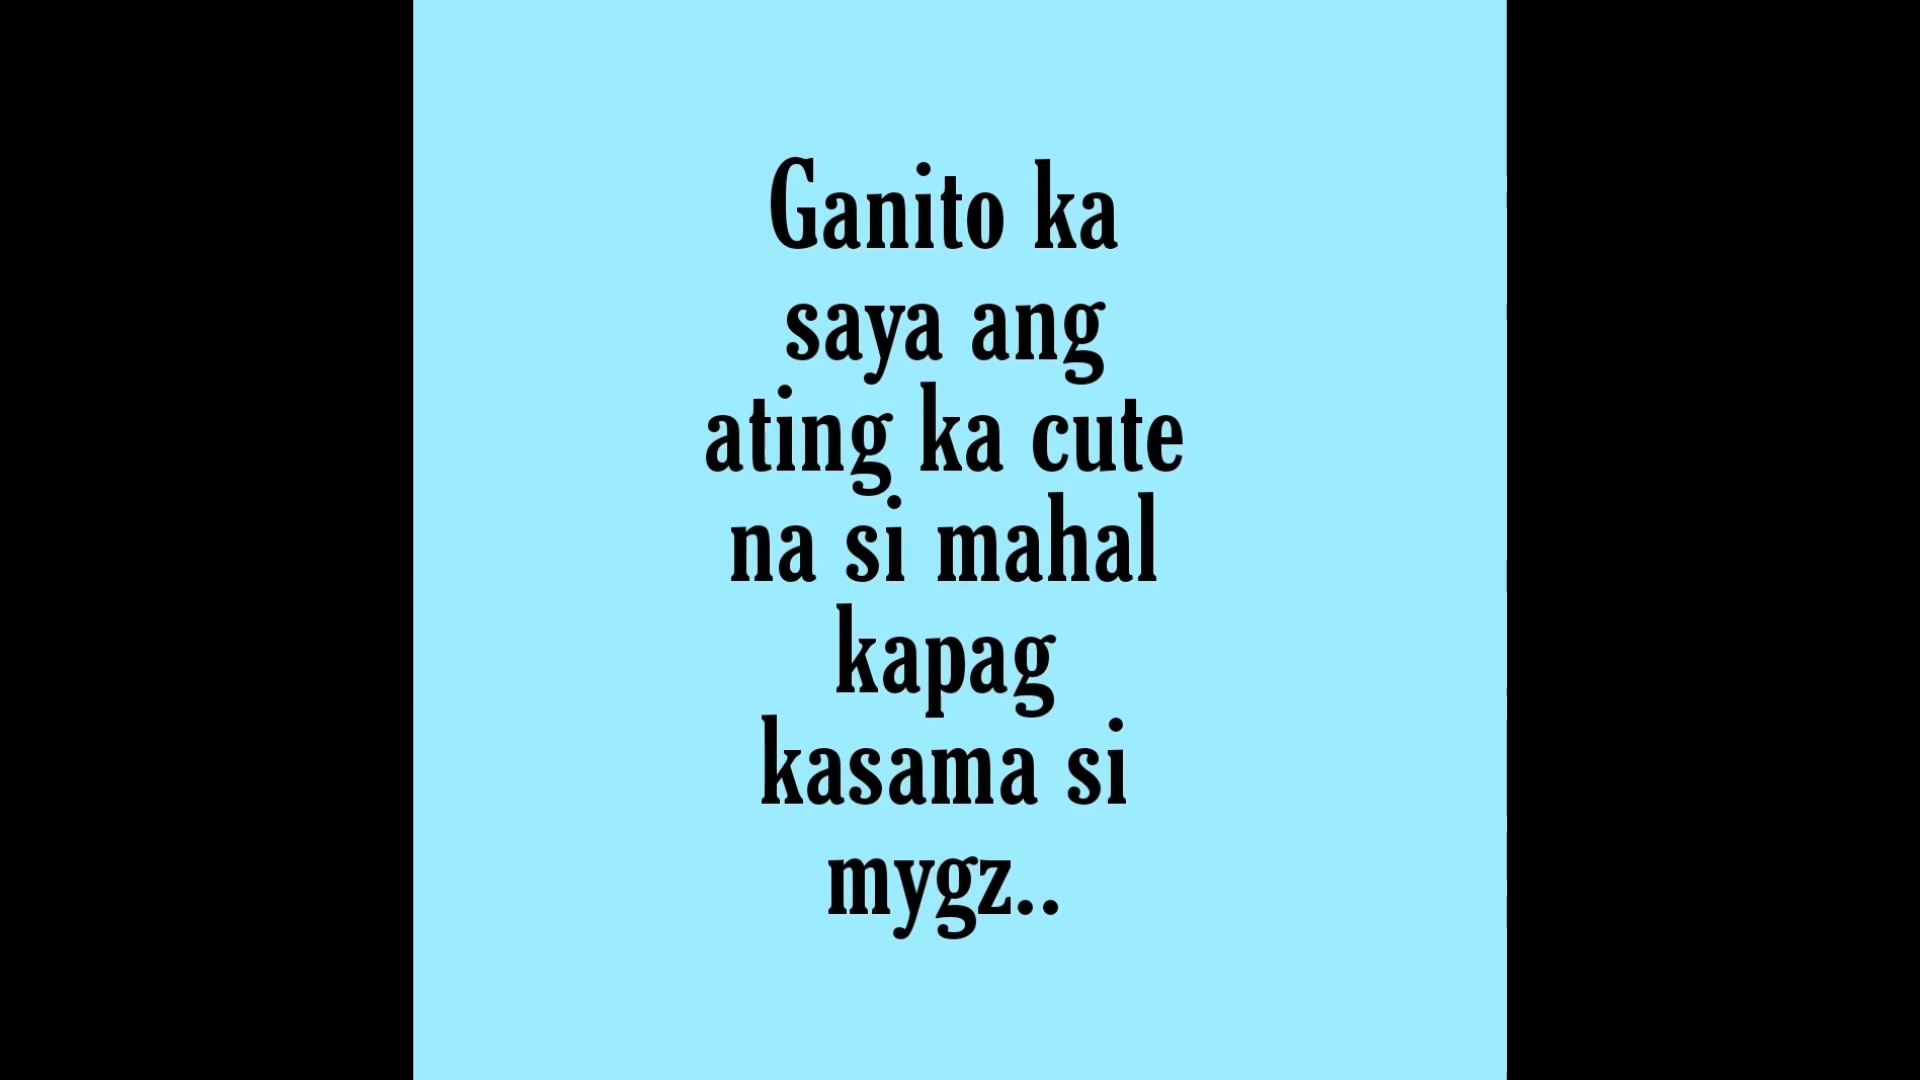 Ganito ka
saya ang
ating ka cute
na si mahal
kapag
kasama si
mygz..